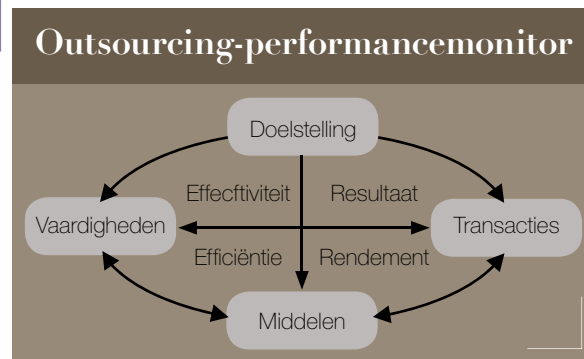 Outsourcing-performancemonitor
Doelstelling
Effecftiviteit Resultaat
Vaardigheden Transacties
Efficiëntie Rendement
Middelen